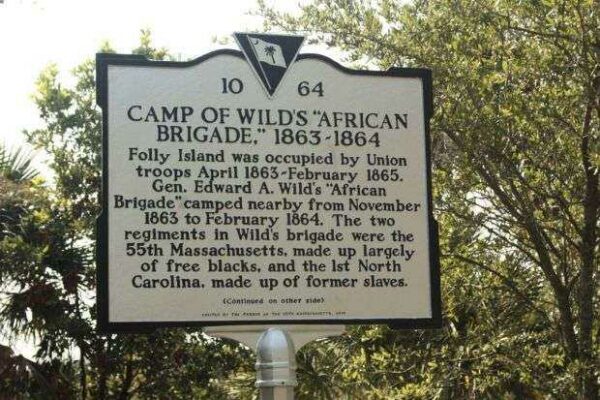 10 64
CAMP OF WILD'S "AFRICAN
BRIGADE," 1863-1864
Folly Island was occupied by Union
troops April 1863-February 1865.
Gen. Edward A. Wild's "African
Brigade" camped nearby from November
1863 to February 1864. The two
regiments in Wild's brigade were the
55th Massachusetts, made up largely
of free blacks, and the 1st North
Carolina, made up of former slaves.
(Continued on other side)